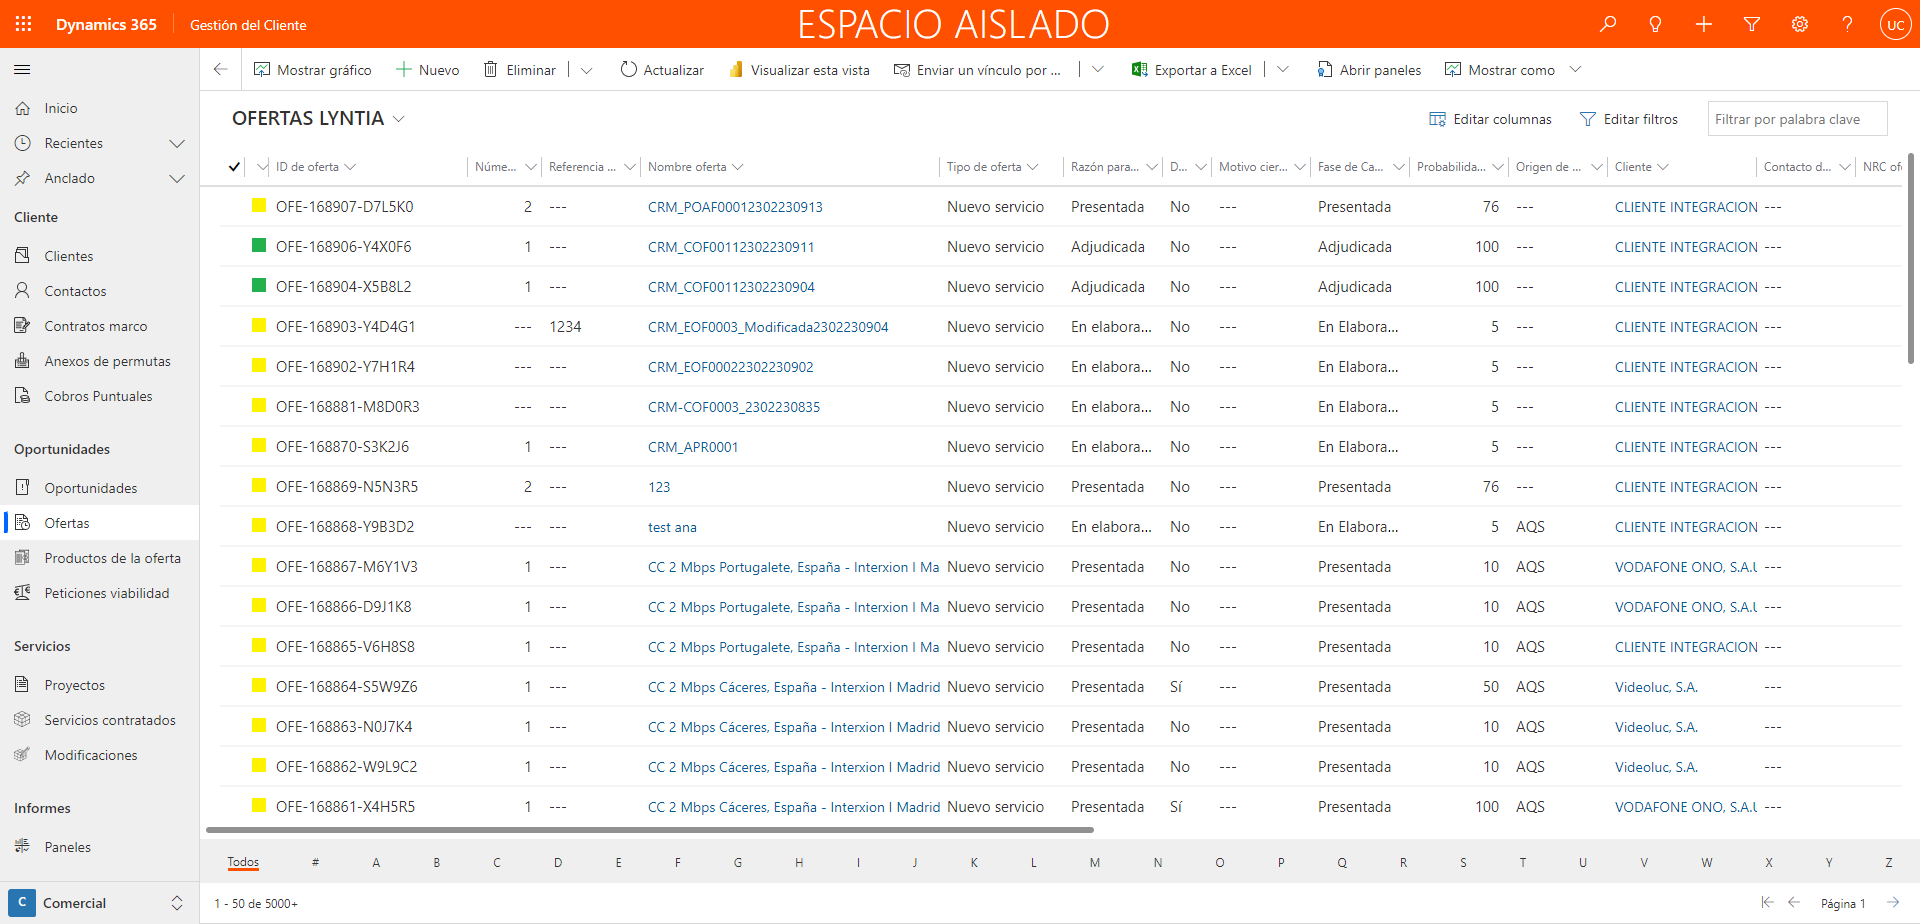 Dynamics 365 Gestión del Cliente ESPACIO AISLADO UC
Mostrar gráfico Nuevo Eliminar Actualizar Visualizar esta vista Enviar un vínculo por ... Exportar a Excel Abrir paneles Mostrar como
Inicio
Recientes
Anclado
Cliente
Clientes
Contactos
Contratos marco
Anexos de permutas
Cobros Puntuales
Oportunidades
Oportunidades
Ofertas
Productos de la oferta
Peticiones viabilidad
Servicios
Proyectos
Servicios contratados
Modificaciones
Informes
Paneles
C Comercial
OFERTAS LYNTIA Editar columnas Editar filtros Filtrar por palabra clave
ID de oferta Núme... Referencia ... Nombre oferta Tipo de oferta Razón para... D... Motivo cier... Fase de Ca... Probabilida... Origen de ... Cliente Contacto d... NRC ofe
OFE-168907-D7L5K0 2 --- CRM_POAF00012302230913 Nuevo servicio Presentada No --- Presentada 76 --- CLIENTE INTEGRACION ---
OFE-168906-Y4X0F6 1 --- CRM_COF00112302230911 Nuevo servicio Adjudicada No --- Adjudicada 100 --- CLIENTE INTEGRACION ---
OFE-168904-X5B8L2 1 --- CRM_COF00112302230904 Nuevo servicio Adjudicada No --- Adjudicada 100 --- CLIENTE INTEGRACION ---
OFE-168903-Y4D4G1 --- 1234 CRM_EOF0003_Modificada2302230904 Nuevo servicio En elabora... No --- En Elabora... 5 --- CLIENTE INTEGRACION ---
OFE-168902-Y7H1R4 --- --- CRM_EOF00022302230902 Nuevo servicio En elabora... No --- En Elabora... 5 --- CLIENTE INTEGRACION ---
OFE-168881-M8D0R3 --- --- CRM-COF0003_2302230835 Nuevo servicio En elabora... No --- En Elabora... 5 --- CLIENTE INTEGRACION ---
OFE-168870-S3K2J6 1 --- CRM_APR0001 Nuevo servicio En elabora... No --- En Elabora... 5 --- CLIENTE INTEGRACION ---
OFE-168869-N5N3R5 2 --- 123 Nuevo servicio Presentada No --- Presentada 76 --- CLIENTE INTEGRACION ---
OFE-168868-Y9B3D2 --- --- test ana Nuevo servicio En elabora... No --- En Elabora... 5 AQS CLIENTE INTEGRACION ---
OFE-168867-M6Y1V3 1 --- CC 2 Mbps Portugalete, España - Interxion I Ma Nuevo servicio Presentada No --- Presentada 10 AQS VODAFONE ONO, S.A.U ---
OFE-168866-D9J1K8 1 --- CC 2 Mbps Portugalete, España - Interxion I Ma Nuevo servicio Presentada No --- Presentada 10 AQS VODAFONE ONO, S.A.U ---
OFE-168865-V6H8S8 1 --- CC 2 Mbps Portugalete, España - Interxion I Ma Nuevo servicio Presentada No --- Presentada 10 AQS CLIENTE INTEGRACION ---
OFE-168864-S5W9Z6 1 --- CC 2 Mbps Cáceres, España - Interxion I Madrid Nuevo servicio Presentada Sí --- Presentada 50 AQS Videoluc, S.A. ---
OFE-168863-N0J7K4 1 --- CC 2 Mbps Cáceres, España - Interxion I Madrid Nuevo servicio Presentada No --- Presentada 10 AQS Videoluc, S.A. ---
OFE-168862-W9L9C2 1 --- CC 2 Mbps Cáceres, España - Interxion I Madrid Nuevo servicio Presentada No --- Presentada 10 AQS Videoluc, S.A. ---
OFE-168861-X4H5R5 1 --- CC 2 Mbps Cáceres, España - Interxion I Madrid Nuevo servicio Presentada Sí --- Presentada 100 AQS VODAFONE ONO, S.A.U ---
Todos # A B C D E F G H I J K L M N O P Q R S T U V W X Y Z
1 - 50 de 5000+ Página 1